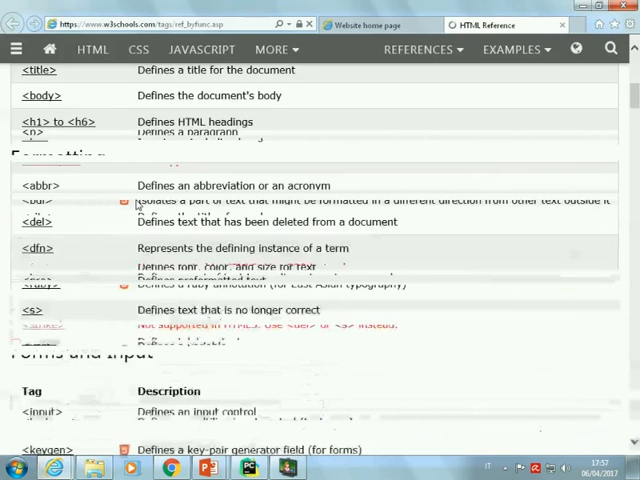 https://www.w3schools.com/tags/ref_byfunc.asp
Website home page
HTML Reference
HTML CSS JAVASCRIPT MORE REFERENCES EXAMPLES
<title> Defines a title for the document
<body> Defines the document's body
<h1> to <h6> Defines HTML headings
<p> Defines a paragraph
Formatting
<abbr> Defines an abbreviation or an acronym
Isolates a part of text that might be formatted in a different direction from other text outside it
<del> Defines text that has been deleted from a document
<dfn> Represents the defining instance of a term
Defines font, color, and size for text
Defines preformatted text
<ruby> Defines a ruby annotation (for East Asian typography)
<s> Defines text that is no longer correct
<strike> Not supported in HTML5. Use <del> or <s> instead.
Forms and Input
Tag Description
<input> Defines an input control
<keygen> Defines a key-pair generator field (for forms)
IT
17:57
06/04/2017